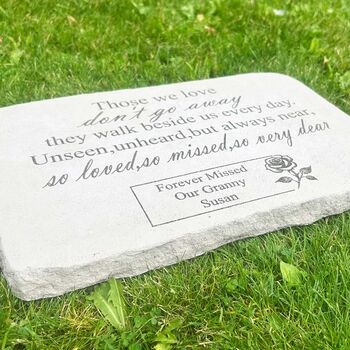 Those we love
don't go away
they walk beside us every day.
Unseen,unheard,but always near,
so loved,so missed,so very dear
Forever Missed
Our Granny
Susan